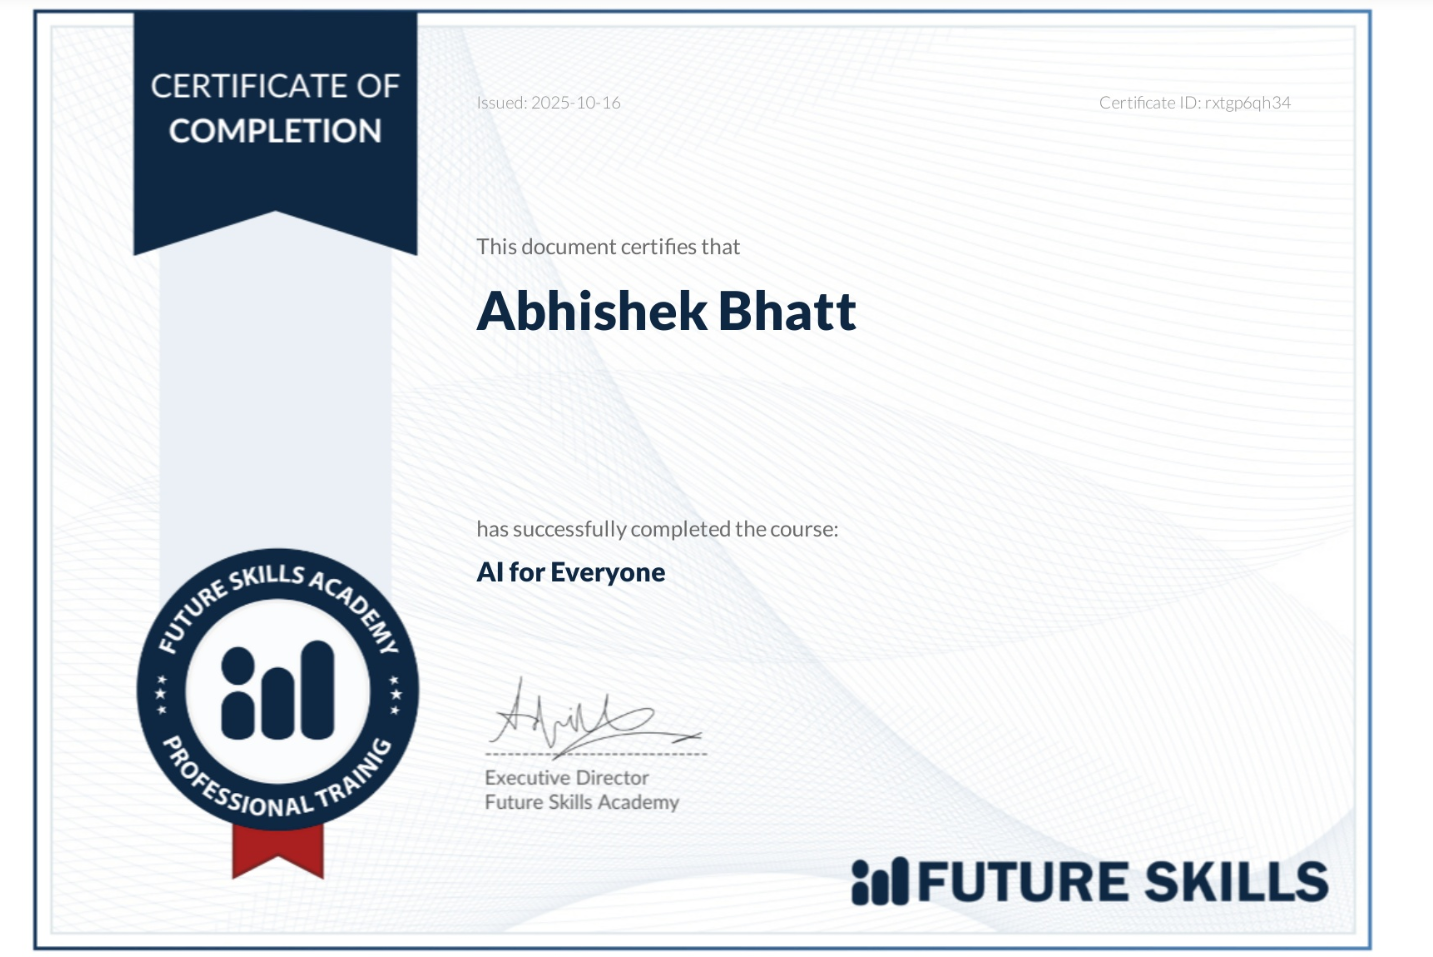 CERTIFICATE OF
COMPLETION
Issued: 2025-10-16
Certificate ID: rxtgp6qh34
This document certifies that
Abhishek Bhatt
has successfully completed the course:
AI for Everyone
FUTURE SKILLS ACADEMY
PROFESSIONAL TRAINIG
Executive Director
Future Skills Academy
FUTURE SKILLS